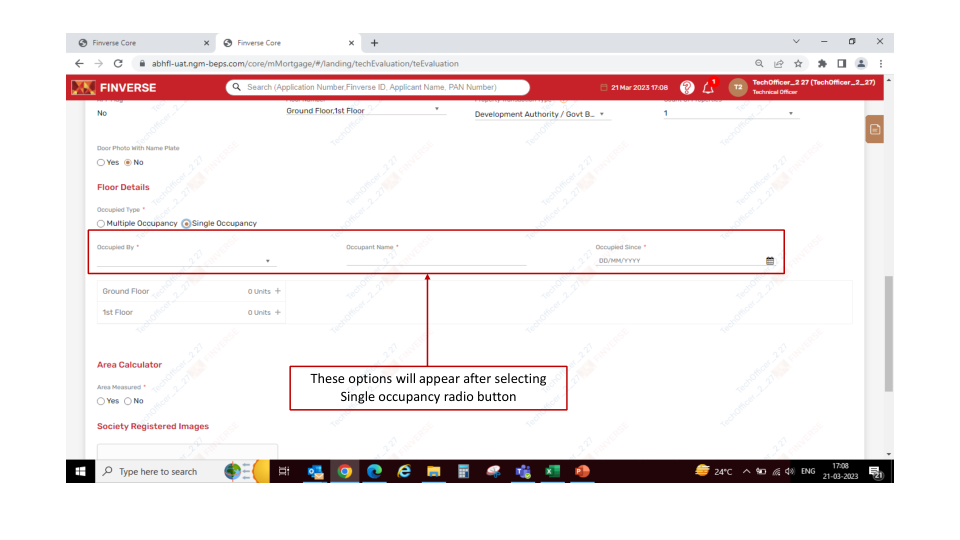 Finverse Core
Finverse Core
abhfl-uat.ngm-beps.com/core/mMortgage/#/landing/techEvaluation/teEvaluation
FINVERSE
Search (Application Number,Finverse ID, Applicant Name, PAN Number)
21 Mar 2023 17:08
1
T2
TechOfficer_2 27 (TechOfficer_2_27)
Technical Officer
No
Ground Floor,1st Floor
Development Authority / Govt B...
1
Door Photo With Name Plate
Yes No
Floor Details
Occupied Type *
Multiple Occupancy Single Occupancy
Occupied By *
Occupant Name *
Occupied Since *
DD/MM/YYYY
Ground Floor 0 Units +
1st Floor 0 Units +
Area Calculator
These options will appear after selecting
Single occupancy radio button
Area Measured *
Yes No
Society Registered Images
Type here to search
24°C
ENG
17:08
21-03-2023
21